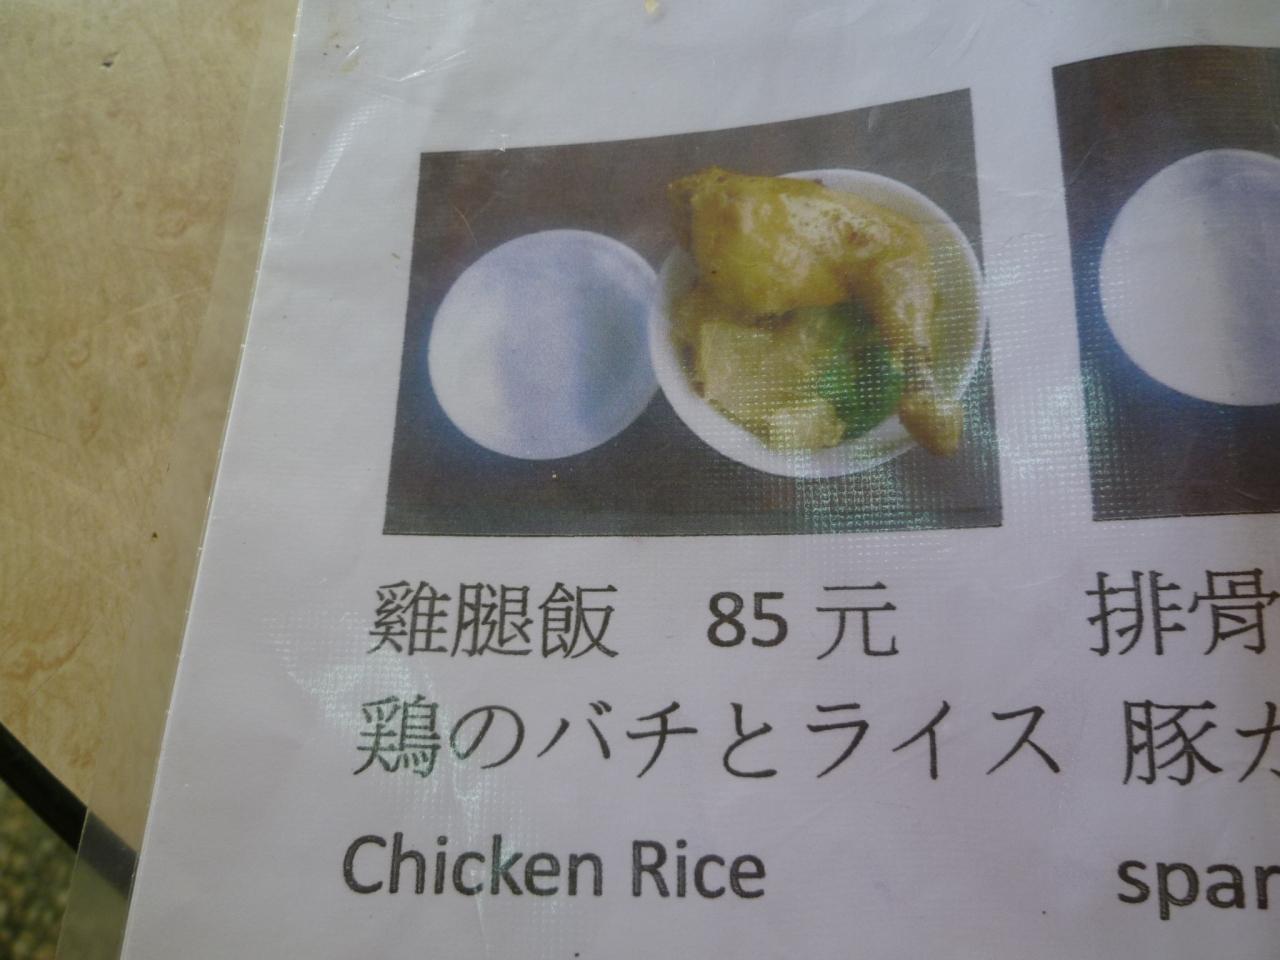 雞腿飯 85 元
鶏のバチとライス
Chicken Rice
排骨
豚カ
spar